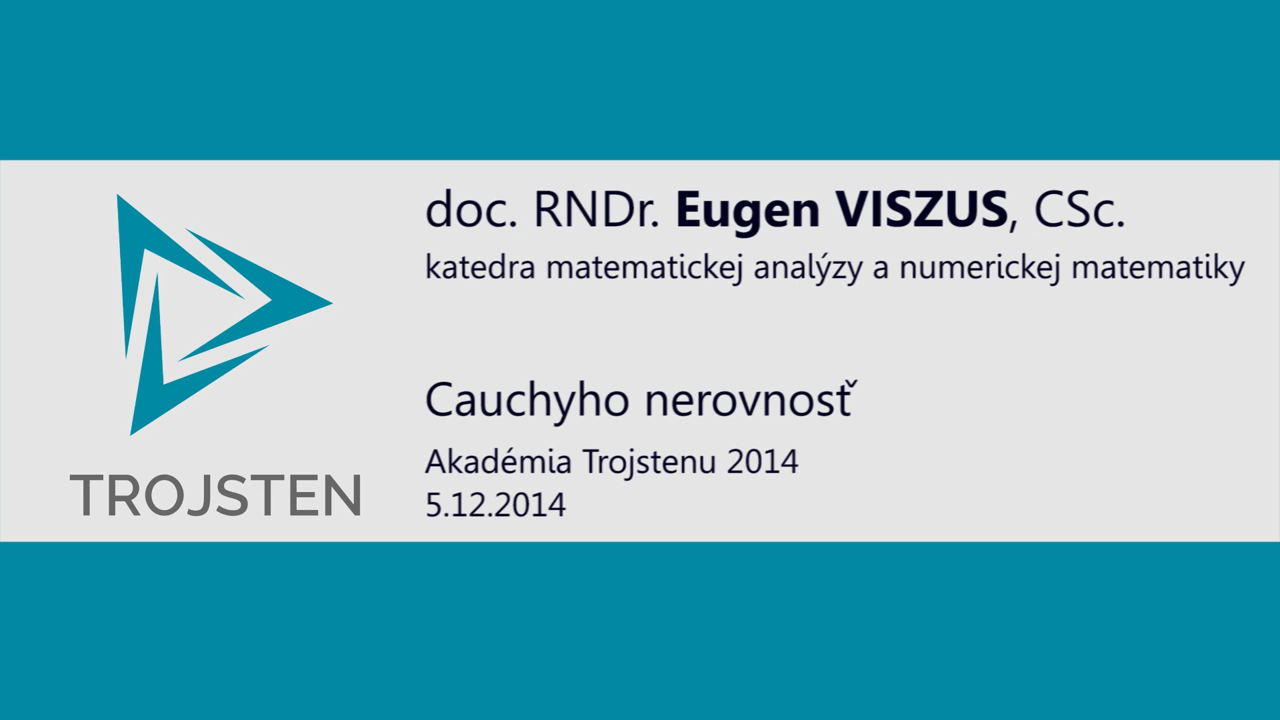 TROJSTEN
doc. RNDr. Eugen VISZUS, CSc.
katedra matematickej analýzy a numerickej matematiky
Cauchyho nerovnosť
Akadémia Trojstenu 2014
5.12.2014